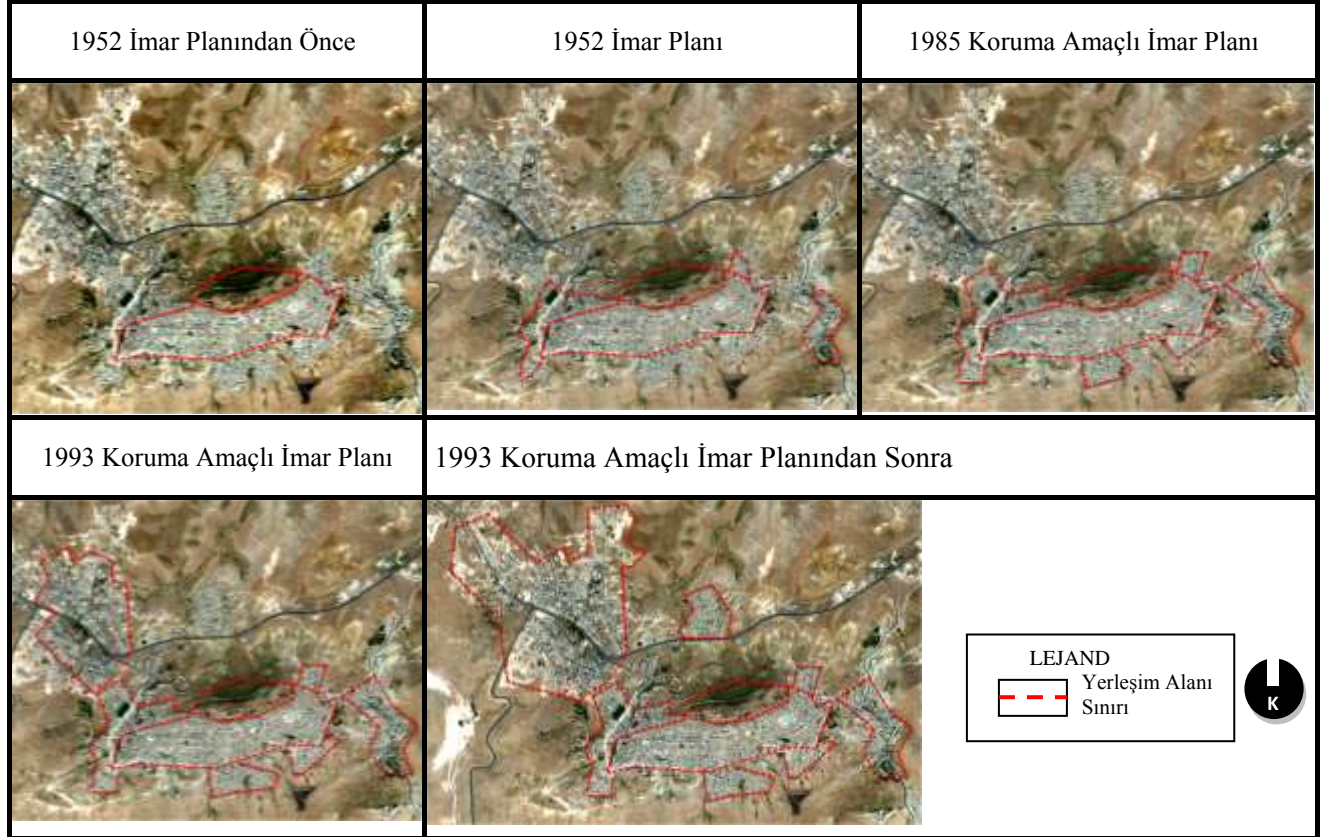 1952 İmar Planından Önce
1952 İmar Planı
1985 Koruma Amaçlı İmar Planı
1993 Koruma Amaçlı İmar Planı
1993 Koruma Amaçlı İmar Planından Sonra
LEJAND
Yerleşim Alanı
Sınırı
K